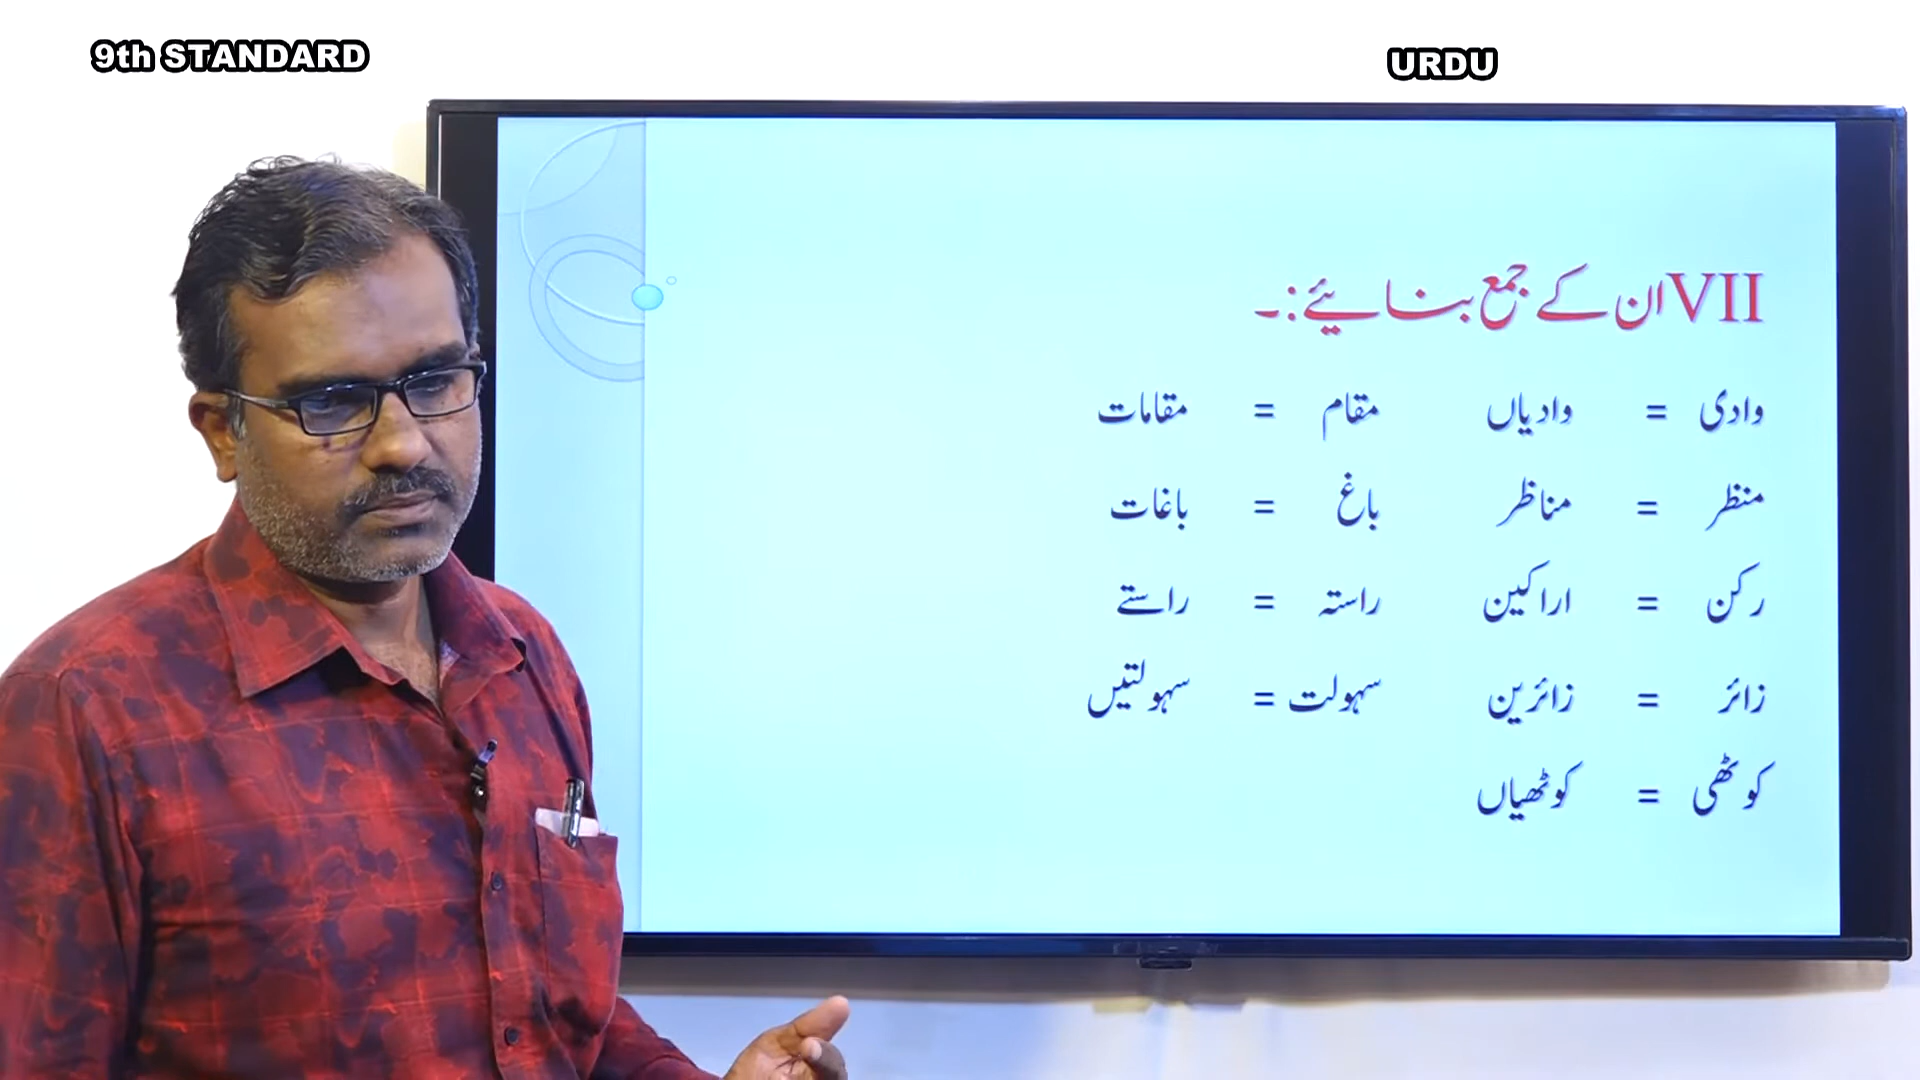 9th STANDARD
URDU
VII ان کے جمع بنائیے:۔
وادی = وادیاں مقام = مقامات
منظر = مناظر باغ = باغات
رکن = اراکین راستہ = راستے
زائر = زائرین سہولت = سہولتیں
کوٹھی = کوٹھیاں